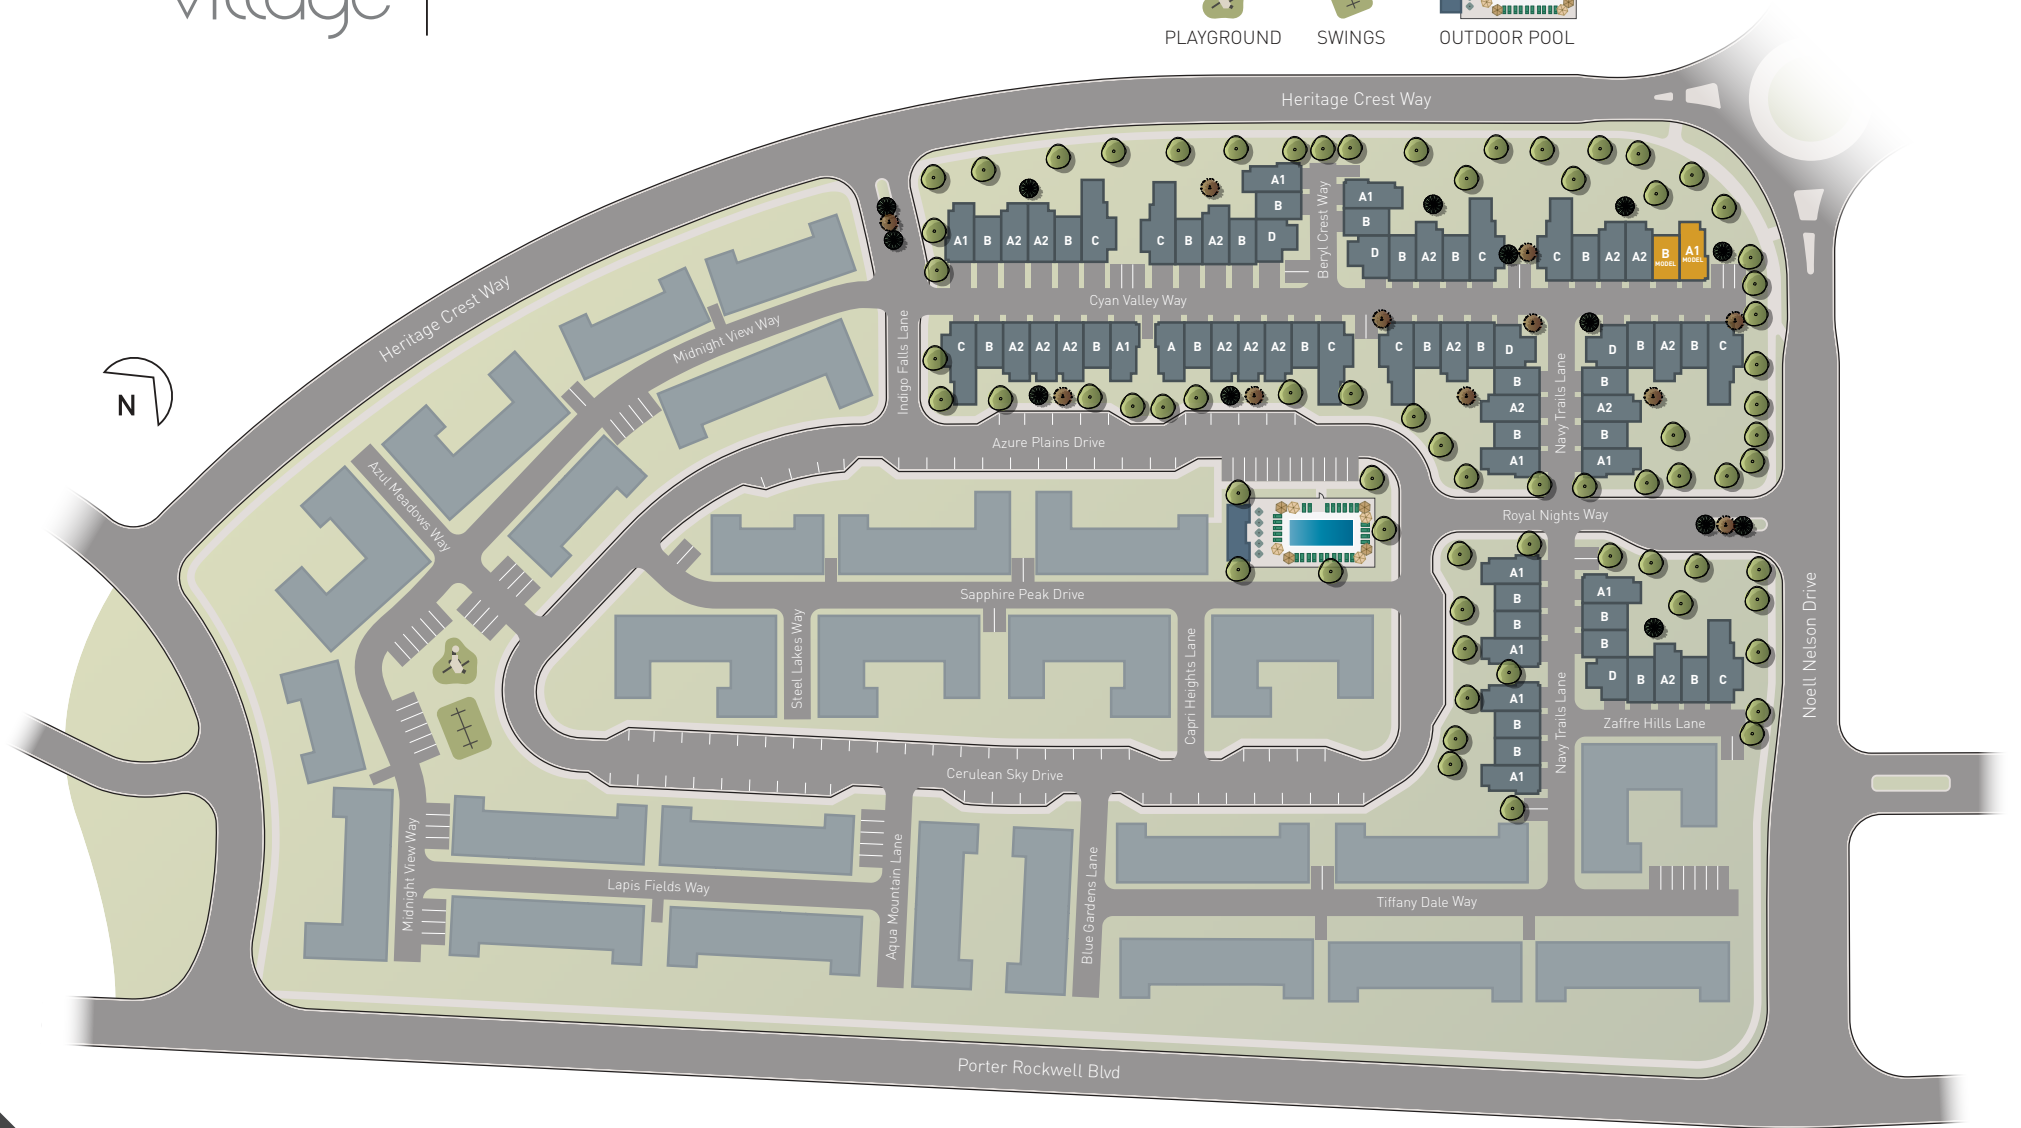 village
PLAYGROUND
SWINGS
OUTDOOR POOL
Heritage Crest Way
Heritage Crest Way
N
A1
B
D
A1
B
A2
A2
B
C
C
B
A2
B
Beryl Crest Way
A1
B
D
B
A2
B
C
C
B
A2
A2
B
MODEL
A1
MODEL
Cyan Valley Way
Midnight View Way
Indigo Falls Lane
C
B
A2
A2
A2
B
A1
A
B
A2
A2
A2
B
C
C
B
A2
B
D
B
A2
B
A1
Navy Trails Lane
D
B
A2
B
C
B
A2
B
A1
Azure Plains Drive
Azul Meadows Way
Royal Nights Way
Sapphire Peak Drive
Steel Lakes Way
Capri Heights Lane
A1
B
B
A1
A1
B
B
A1
Navy Trails Lane
A1
B
B
D
B
A2
B
C
Zaffre Hills Lane
Noell Nelson Drive
Cerulean Sky Drive
Midnight View Way
Lapis Fields Way
Aqua Mountain Lane
Blue Gardens Lane
Tiffany Dale Way
Porter Rockwell Blvd